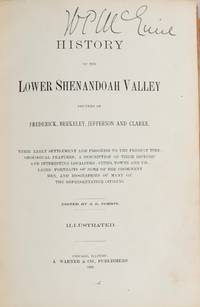 W P McGuire
HISTORY
OF THE
LOWER SHENANDOAH VALLEY
COUNTIES OF
FREDERICK, BERKELEY, JEFFERSON AND CLARKE,
THEIR EARLY SETTLEMENT AND PROGRESS TO THE PRESENT TIME;
GEOLOGICAL FEATURES; A DESCRIPTION OF THEIR HISTORIC
AND INTERESTING LOCALITIES; CITIES, TOWNS AND VIL-
LAGES; PORTRAITS OF SOME OF THE PROMINENT
MEN, AND BIOGRAPHIES OF MANY OF
THE REPRESENTATIVE CITIZENS.
EDITED BY J. E. NORRIS.
ILLUSTRATED.
CHICAGO, ILLINOIS:
A. WARNER & CO., PUBLISHERS
1890